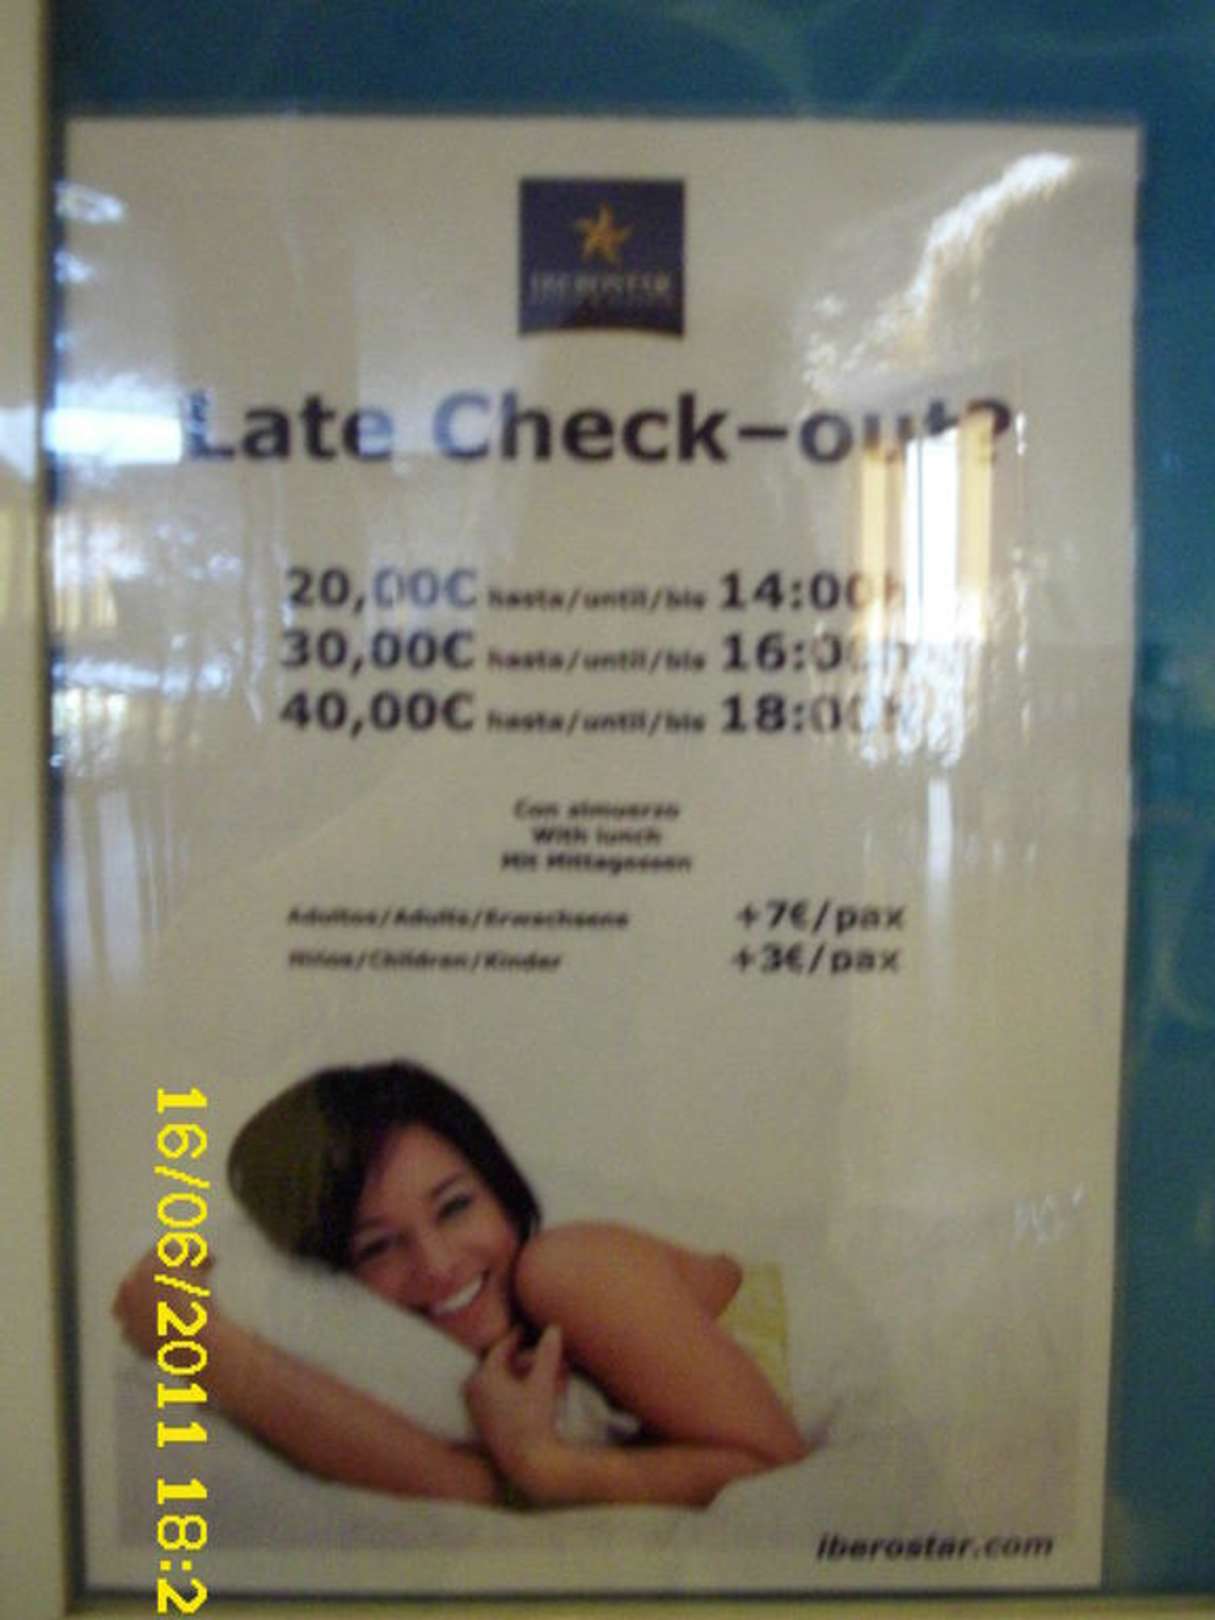 IBEROSTAR
Late Check-out?
20,00€ hasta/until/bis 14:00h
30,00€ hasta/until/bis 16:00h
40,00€ hasta/until/bis 18:00h
Con almuerzo
With lunch
Mit Mittagessen
Adultos/Adults/Erwachsene +7€/pax
Niños/Children/Kinder +3€/pax
iberostar.com
16/06/2011 18:2